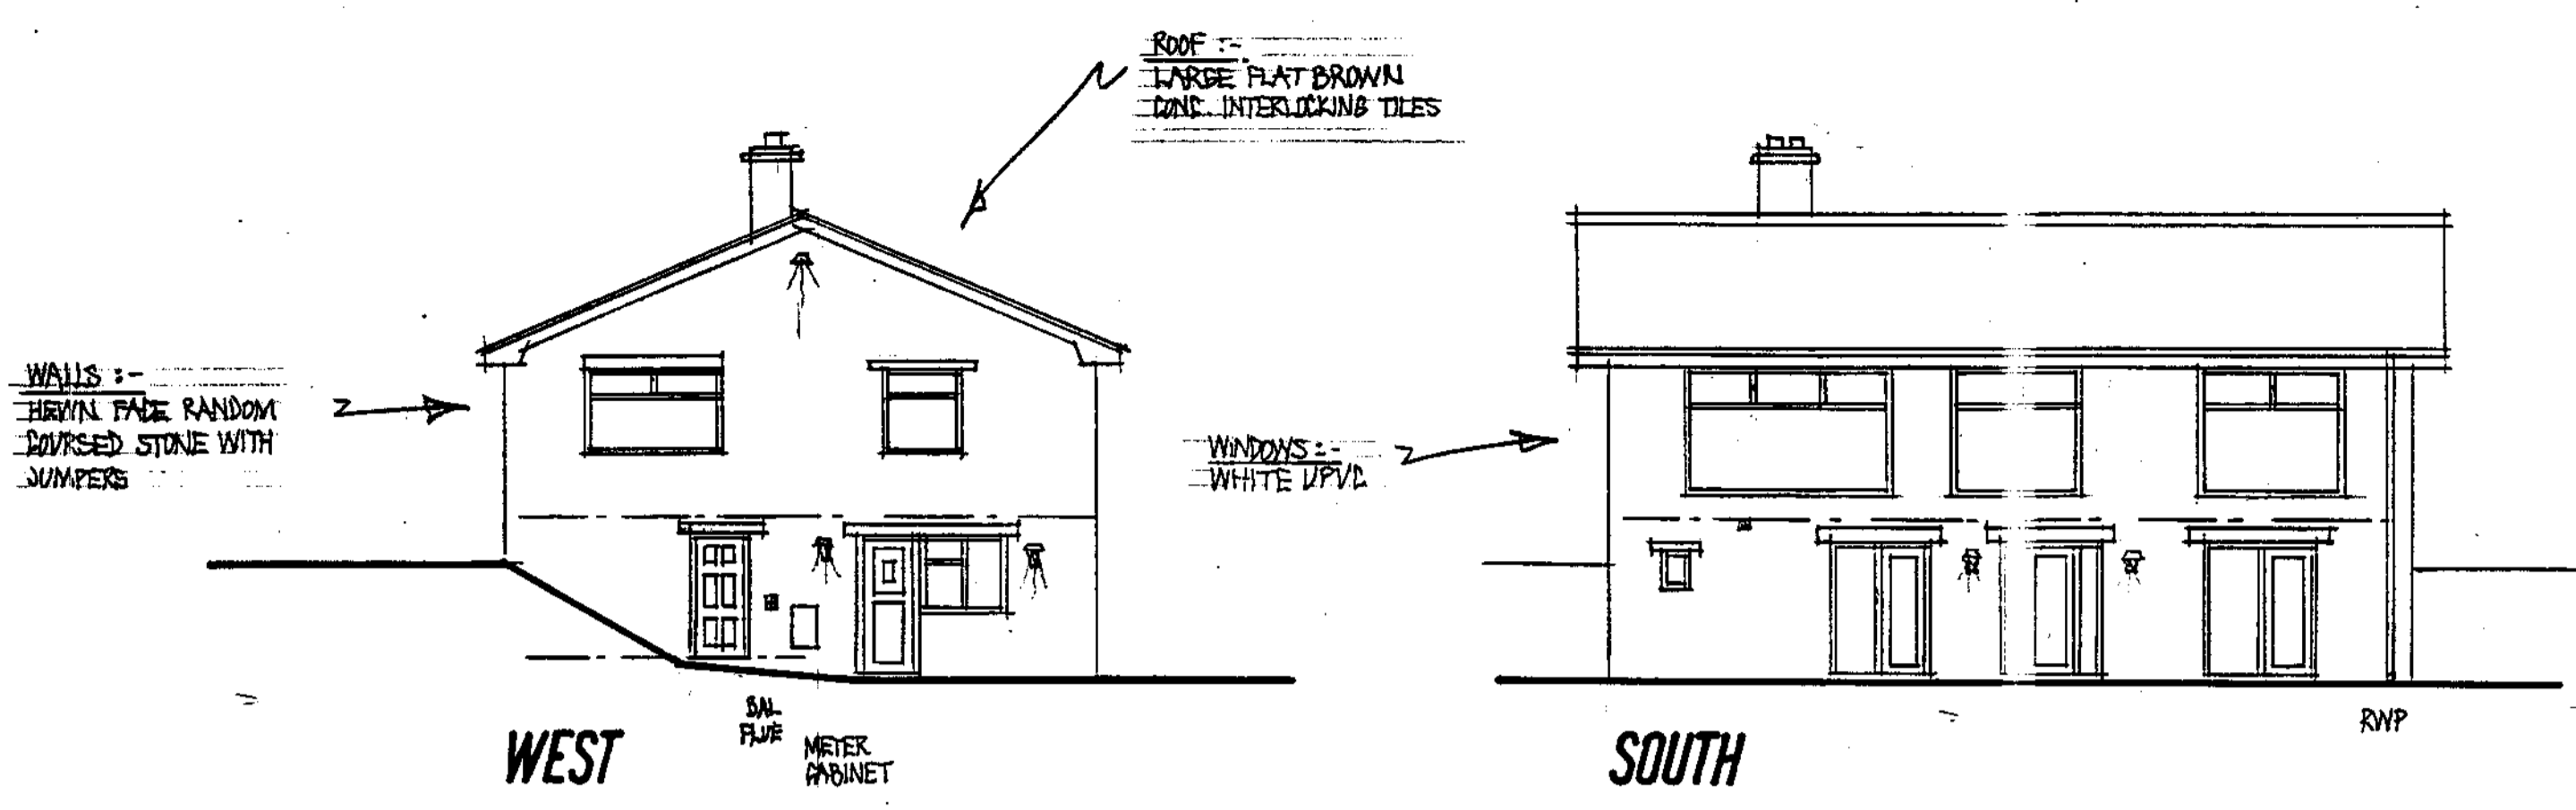 ROOF :-
LARGE FLAT BROWN
CONC. INTERLOCKING TILES
WALLS :-
HEWN FACE RANDOM
COURSED STONE WITH
JUMPERS
WINDOWS :-
WHITE UPVC
BAL
FLUE
METER
CABINET
WEST
SOUTH
RWP